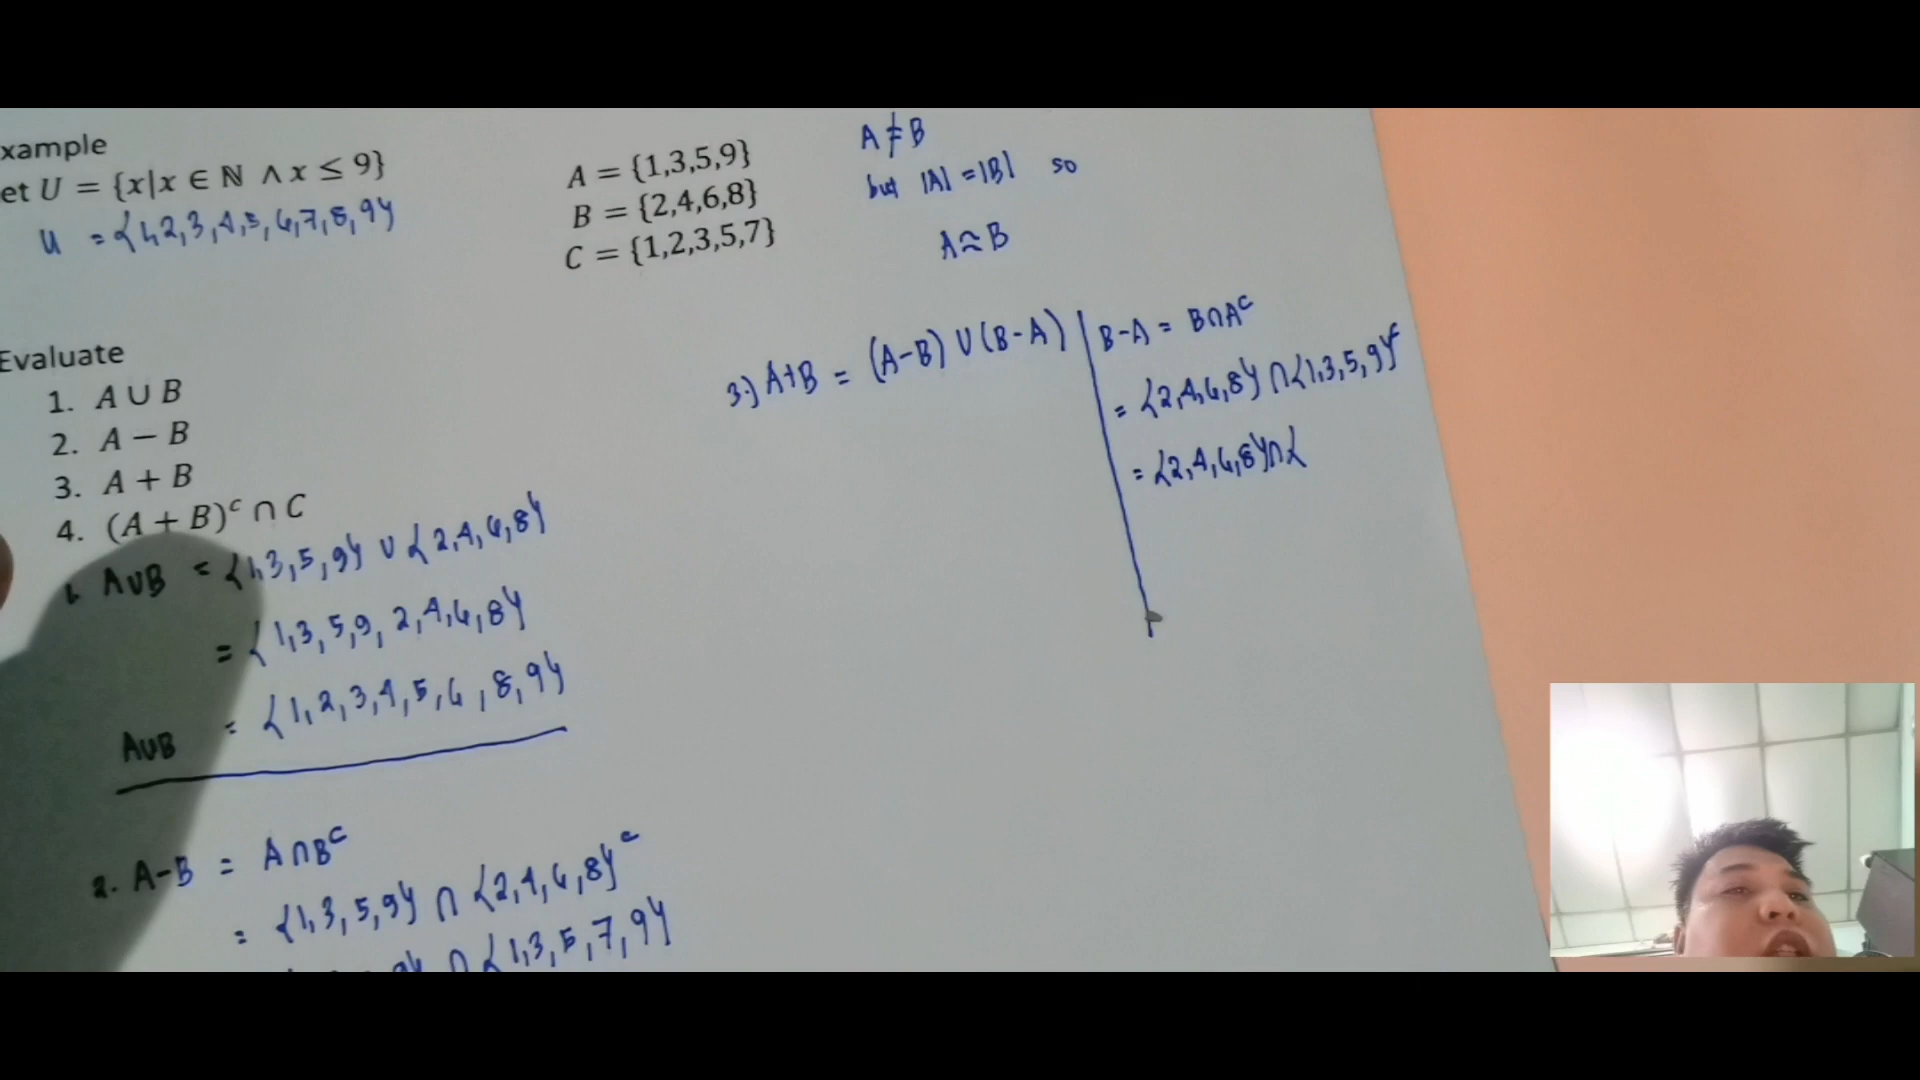 xample
et U = {x|x ∈ ℕ ∧ x ≤ 9}
U = {1,2,3,4,5,6,7,8,9}
A = {1,3,5,9}
B = {2,4,6,8}
C = {1,2,3,5,7}
A ≠ B
but |A| = |B| so
A ≈ B
Evaluate
1. A ∪ B
2. A − B
3. A + B
4. (A + B)ᶜ ∩ C
1. A∪B = {1,3,5,9} ∪ {2,4,6,8}
= {1,3,5,9,2,4,6,8}
A∪B = {1,2,3,4,5,6,8,9}
2. A-B = A∩Bᶜ
= {1,3,5,9} ∩ {2,4,6,8}ᶜ
9} ∩ {1,3,5,7,9}
3.) A+B = (A-B) ∪ (B-A)
B-A = B∩Aᶜ
= {2,4,6,8} ∩ {1,3,5,9}ᶜ
= {2,4,6,8} ∩ {